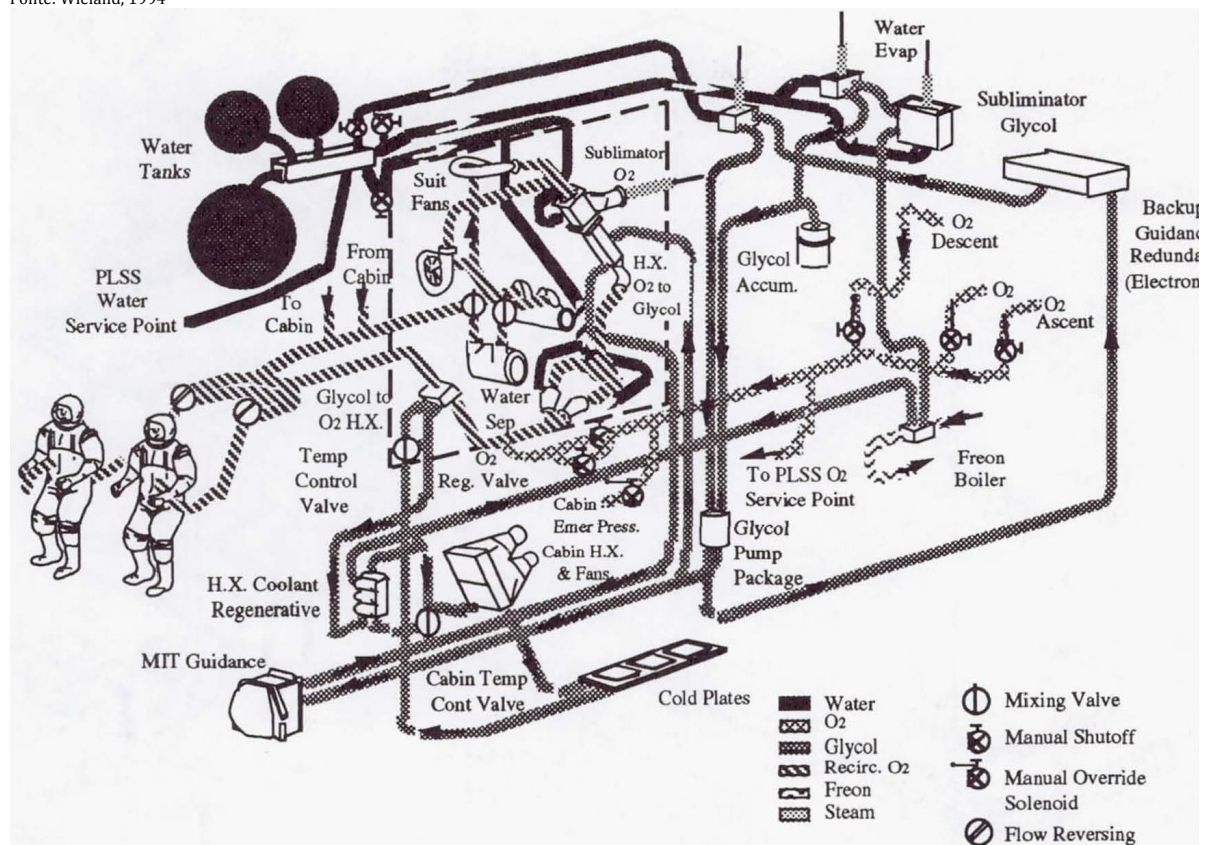 Fonte: Wieland, 1994
Water
Evap
Subliminator
Glycol
Water
Tanks
Suit
Fans
Sublimator
O2
Backup
Guidanc
Redunda
(Electron
O2
Descent
From
Cabin
H.X.
O2 to
Glycol
Glycol
Accum.
PLSS
Water
Service Point
To
Cabin
O2
O2
Ascent
Glycol to
O2 H.X.
Water
Sep
Temp
Control
Valve
O2
Reg. Valve
To PLSS O2
Service Point
Freon
Boiler
Cabin
Emer Press.
Glycol
Pump
Package
Cabin H.X.
& Fans
H.X. Coolant
Regenerative
MIT Guidance
Cabin Temp
Cont Valve
Cold Plates
Water
O2
Glycol
Recirc. O2
Freon
Steam
Mixing Valve
Manual Shutoff
Manual Override
Solenoid
Flow Reversing